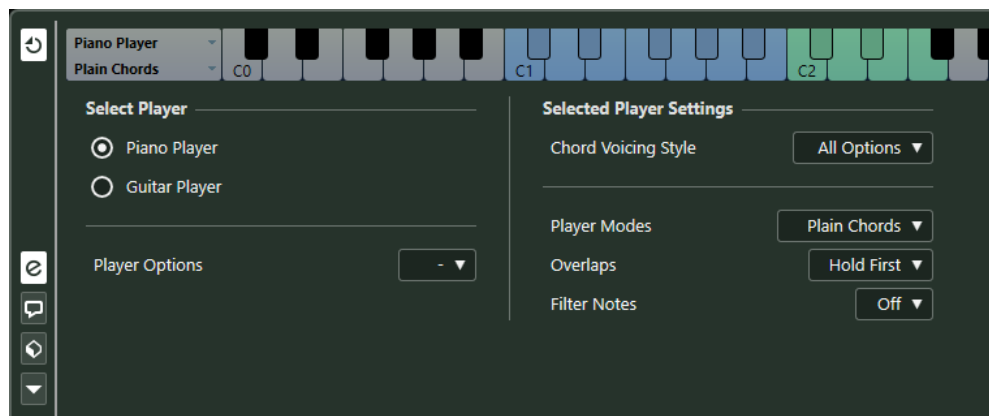 Piano Player
Plain Chords
C0
C1
C2
Select Player
Piano Player
Guitar Player
Player Options
-
Selected Player Settings
Chord Voicing Style
All Options
Player Modes
Plain Chords
Overlaps
Hold First
Filter Notes
Off